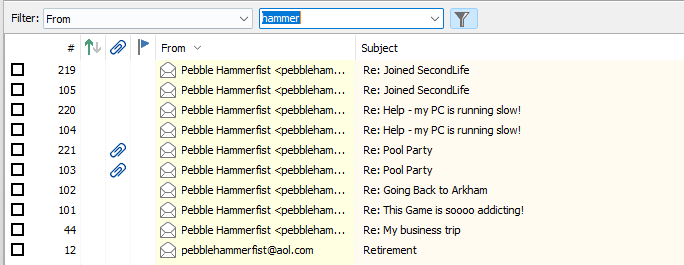 Filter: From hammer
# From Subject
219 Pebble Hammerfist <pebbleham... Re: Joined SecondLife
105 Pebble Hammerfist <pebbleham... Re: Joined SecondLife
220 Pebble Hammerfist <pebbleham... Re: Help - my PC is running slow!
104 Pebble Hammerfist <pebbleham... Re: Help - my PC is running slow!
221 Pebble Hammerfist <pebbleham... Re: Pool Party
103 Pebble Hammerfist <pebbleham... Re: Pool Party
102 Pebble Hammerfist <pebbleham... Re: Going Back to Arkham
101 Pebble Hammerfist <pebbleham... Re: This Game is soooo addicting!
44 Pebble Hammerfist <pebbleham... Re: My business trip
12 pebblehammerfist@aol.com Retirement